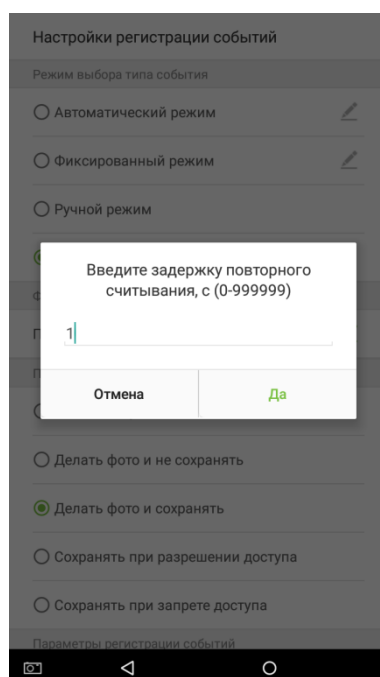 Настройки регистрации событий
Режим выбора типа события
Автоматический режим
Фиксированный режим
Ручной режим
Введите задержку повторного
считывания, с (0-999999)
1
Отмена
Да
Делать фото и не сохранять
Делать фото и сохранять
Сохранять при разрешении доступа
Сохранять при запрете доступа
Параметры регистрации событий